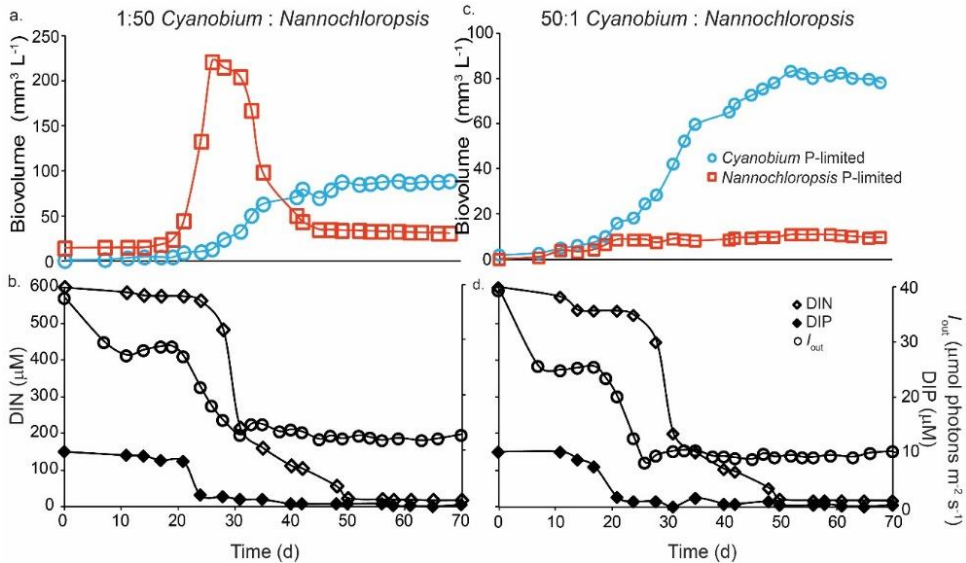 a.
1:50 Cyanobium : Nannochloropsis
Biovolume (mm³ L⁻¹)
250
200
150
100
50
0
c.
50:1 Cyanobium : Nannochloropsis
Biovolume (mm³ L⁻¹)
100
80
60
40
20
0
Cyanobium P-limited
Nannochloropsis P-limited
b.
DIN (µM)
600
500
400
300
200
100
0
0 10 20 30 40 50 60 70
Time (d)
d.
DIN
DIP
Iout
40
30
20
10
0
DIP (µM)
Iout (µmol photons m⁻² s⁻¹)
0 10 20 30 40 50 60 70
Time (d)